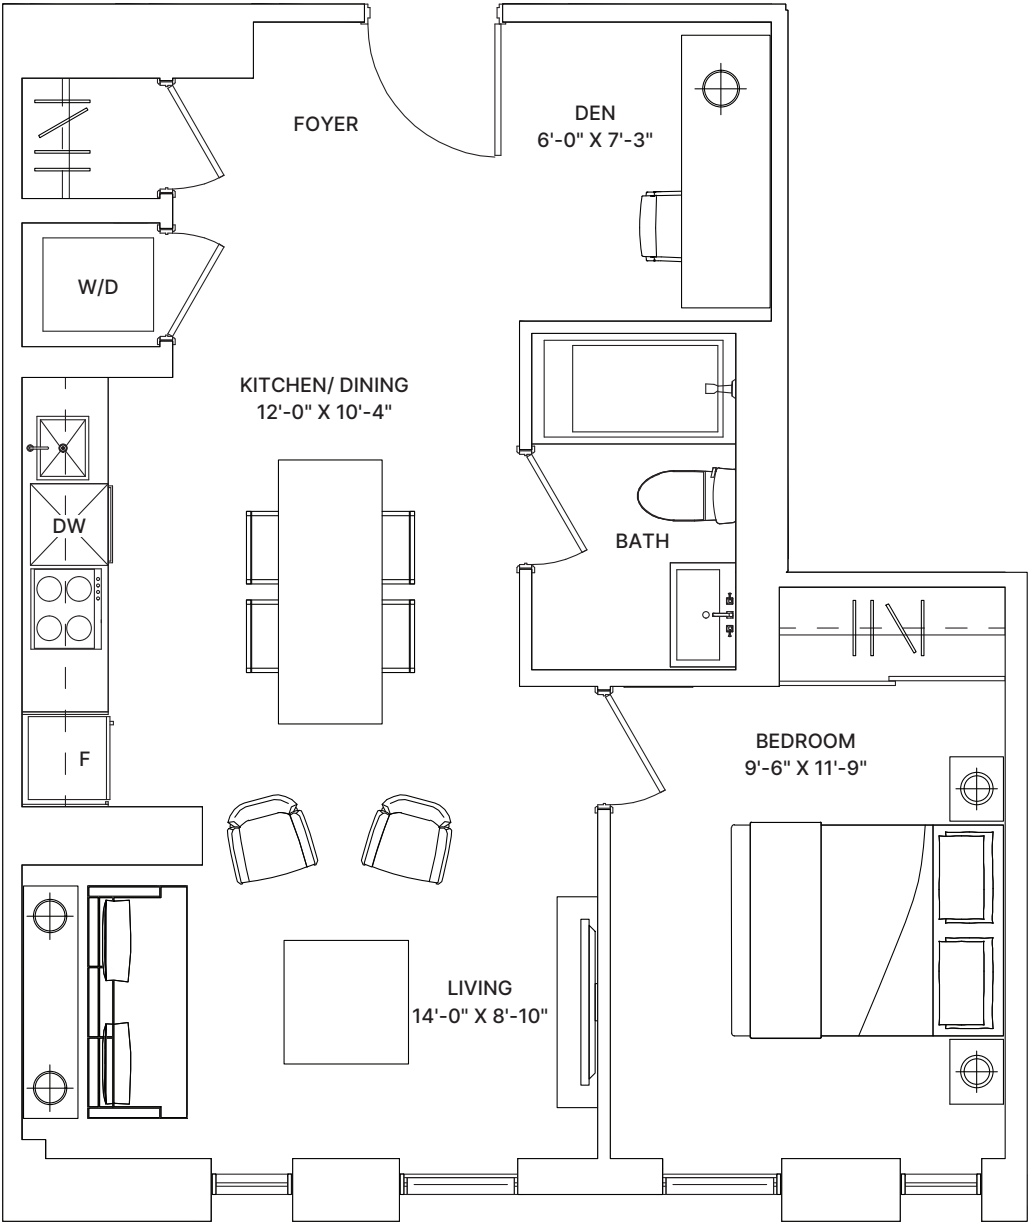 FOYER
DEN
6'-0" X 7'-3"
W/D
KITCHEN/ DINING
12'-0" X 10'-4"
DW
BATH
F
BEDROOM
9'-6" X 11'-9"
LIVING
14'-0" X 8'-10"